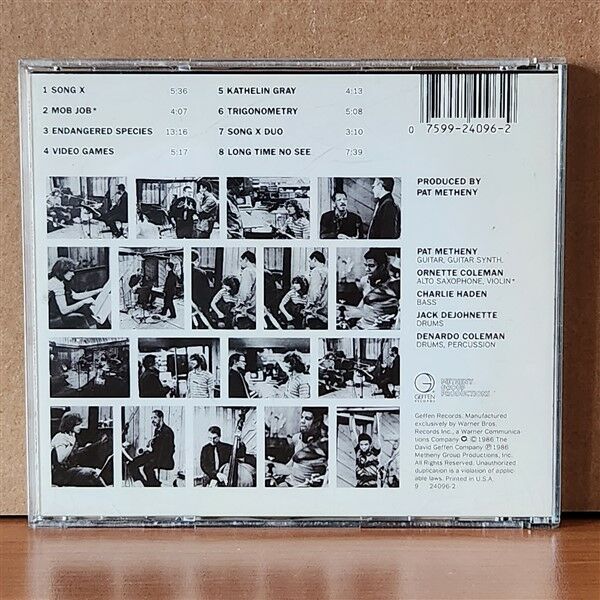 1 SONG X 5:36
2 MOB JOB* 4:07
3 ENDANGERED SPECIES 13:16
4 VIDEO GAMES 5:17
5 KATHELIN GRAY 4:13
6 TRIGONOMETRY 5:08
7 SONG X DUO 3:10
8 LONG TIME NO SEE 7:39
0 7599-24096-2
PRODUCED BY
PAT METHENY
PAT METHENY
GUITAR, GUITAR SYNTH.
ORNETTE COLEMAN
ALTO SAXOPHONE, VIOLIN*
CHARLIE HADEN
BASS
JACK DEJOHNETTE
DRUMS
DENARDO COLEMAN
DRUMS, PERCUSSION
GEFFEN
RECORDS
METHENY
GROUP
PRODUCTIONS
Geffen Records. Manufactured
exclusively by Warner Bros.
Records Inc., a Warner Communica-
tions Company. © 1986 The
David Geffen Company ℗ 1986
Metheny Group Productions, Inc.
All Rights Reserved. Unauthorized
duplication is a violation of applic-
able laws. Printed in U.S.A.
9 24096-2